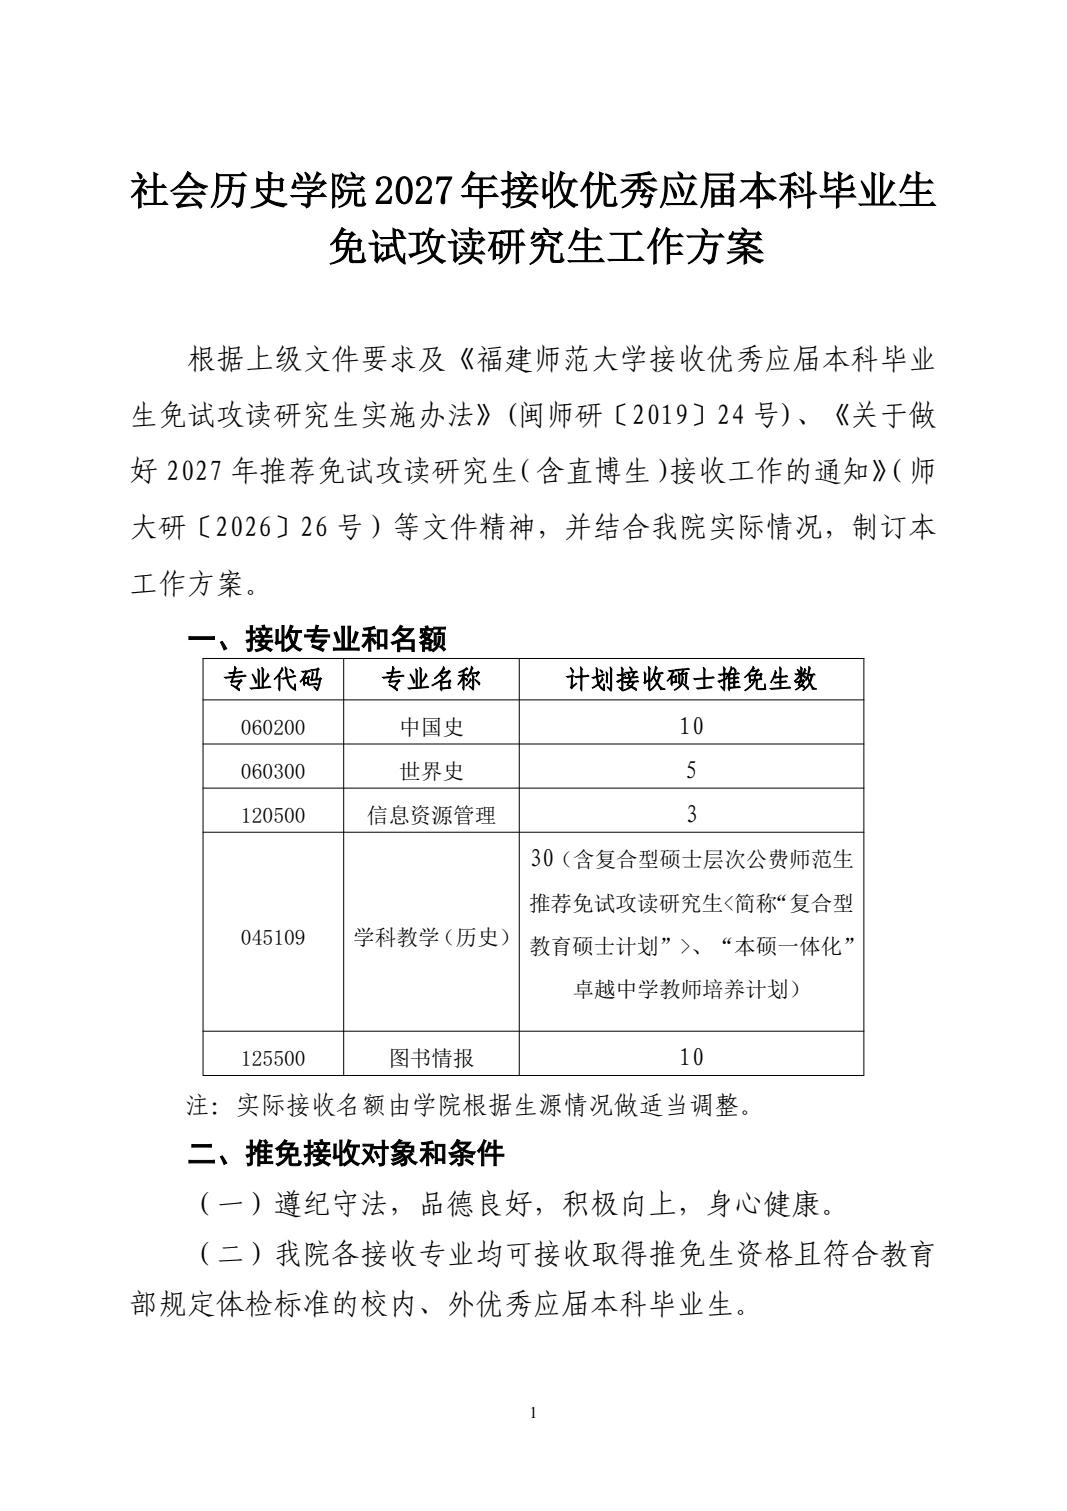 社会历史学院 2027 年接收优秀应届本科毕业生
免试攻读研究生工作方案
根据上级文件要求及《福建师范大学接收优秀应届本科毕业
生免试攻读研究生实施办法》(闽师研〔2019〕24 号)、《关于做
好 2027 年推荐免试攻读研究生(含直博生)接收工作的通知》(师
大研〔2026〕26 号）等文件精神，并结合我院实际情况，制订本
工作方案。
一、接收专业和名额
专业代码 专业名称 计划接收硕士推免生数
060200 中国史 10
060300 世界史 5
120500 信息资源管理 3
045109 学科教学（历史） 30（含复合型硕士层次公费师范生
推荐免试攻读研究生<简称“复合型
教育硕士计划”>、“本硕一体化”
卓越中学教师培养计划）
125500 图书情报 10
注：实际接收名额由学院根据生源情况做适当调整。
二、推免接收对象和条件
（一）遵纪守法，品德良好，积极向上，身心健康。
（二）我院各接收专业均可接收取得推免生资格且符合教育
部规定体检标准的校内、外优秀应届本科毕业生。
1